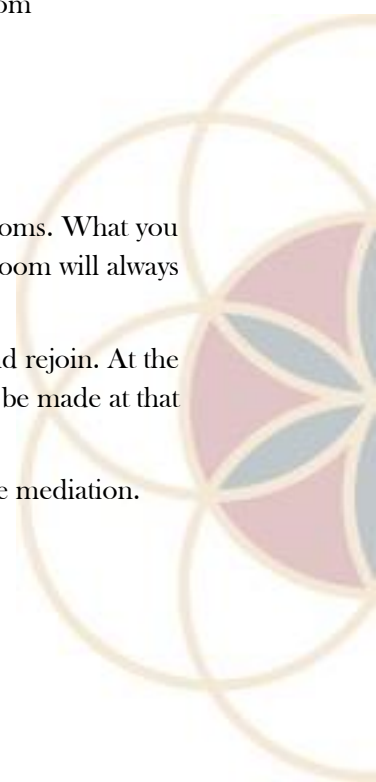 om
oms. What you
oom will always
d rejoin. At the
be made at that
e mediation.